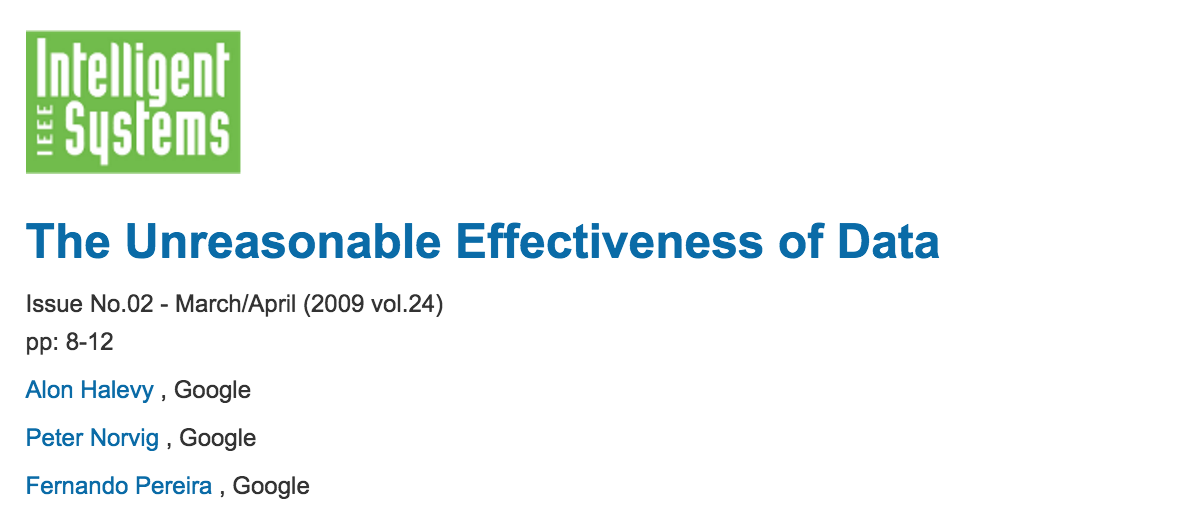 Intelligent
IEEE Systems
The Unreasonable Effectiveness of Data
Issue No.02 - March/April (2009 vol.24)
pp: 8-12
Alon Halevy , Google
Peter Norvig , Google
Fernando Pereira , Google